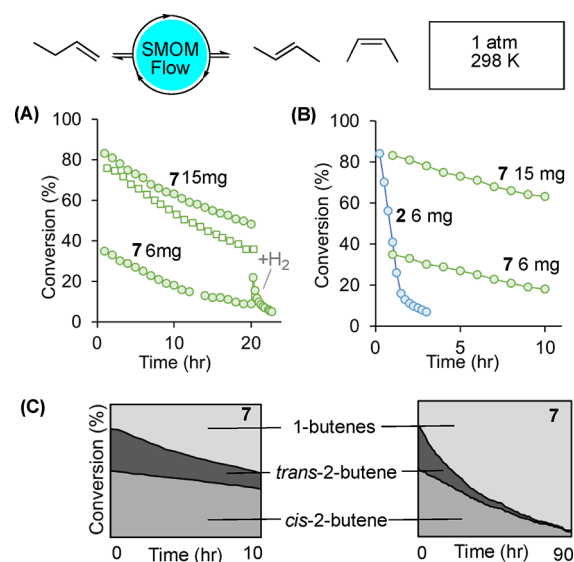 SMOM
Flow
1 atm
298 K
(A)
100
80
60
40
20
0
0
10
20
Conversion (%)
Time (hr)
7 15mg
7 6mg
+H2
(B)
100
80
60
40
20
0
0
5
10
Conversion (%)
Time (hr)
7 15 mg
2 6 mg
7 6 mg
(C)
Conversion (%)
7
7
1-butenes
trans-2-butene
cis-2-butene
0
10
Time (hr)
0
90
Time (hr)